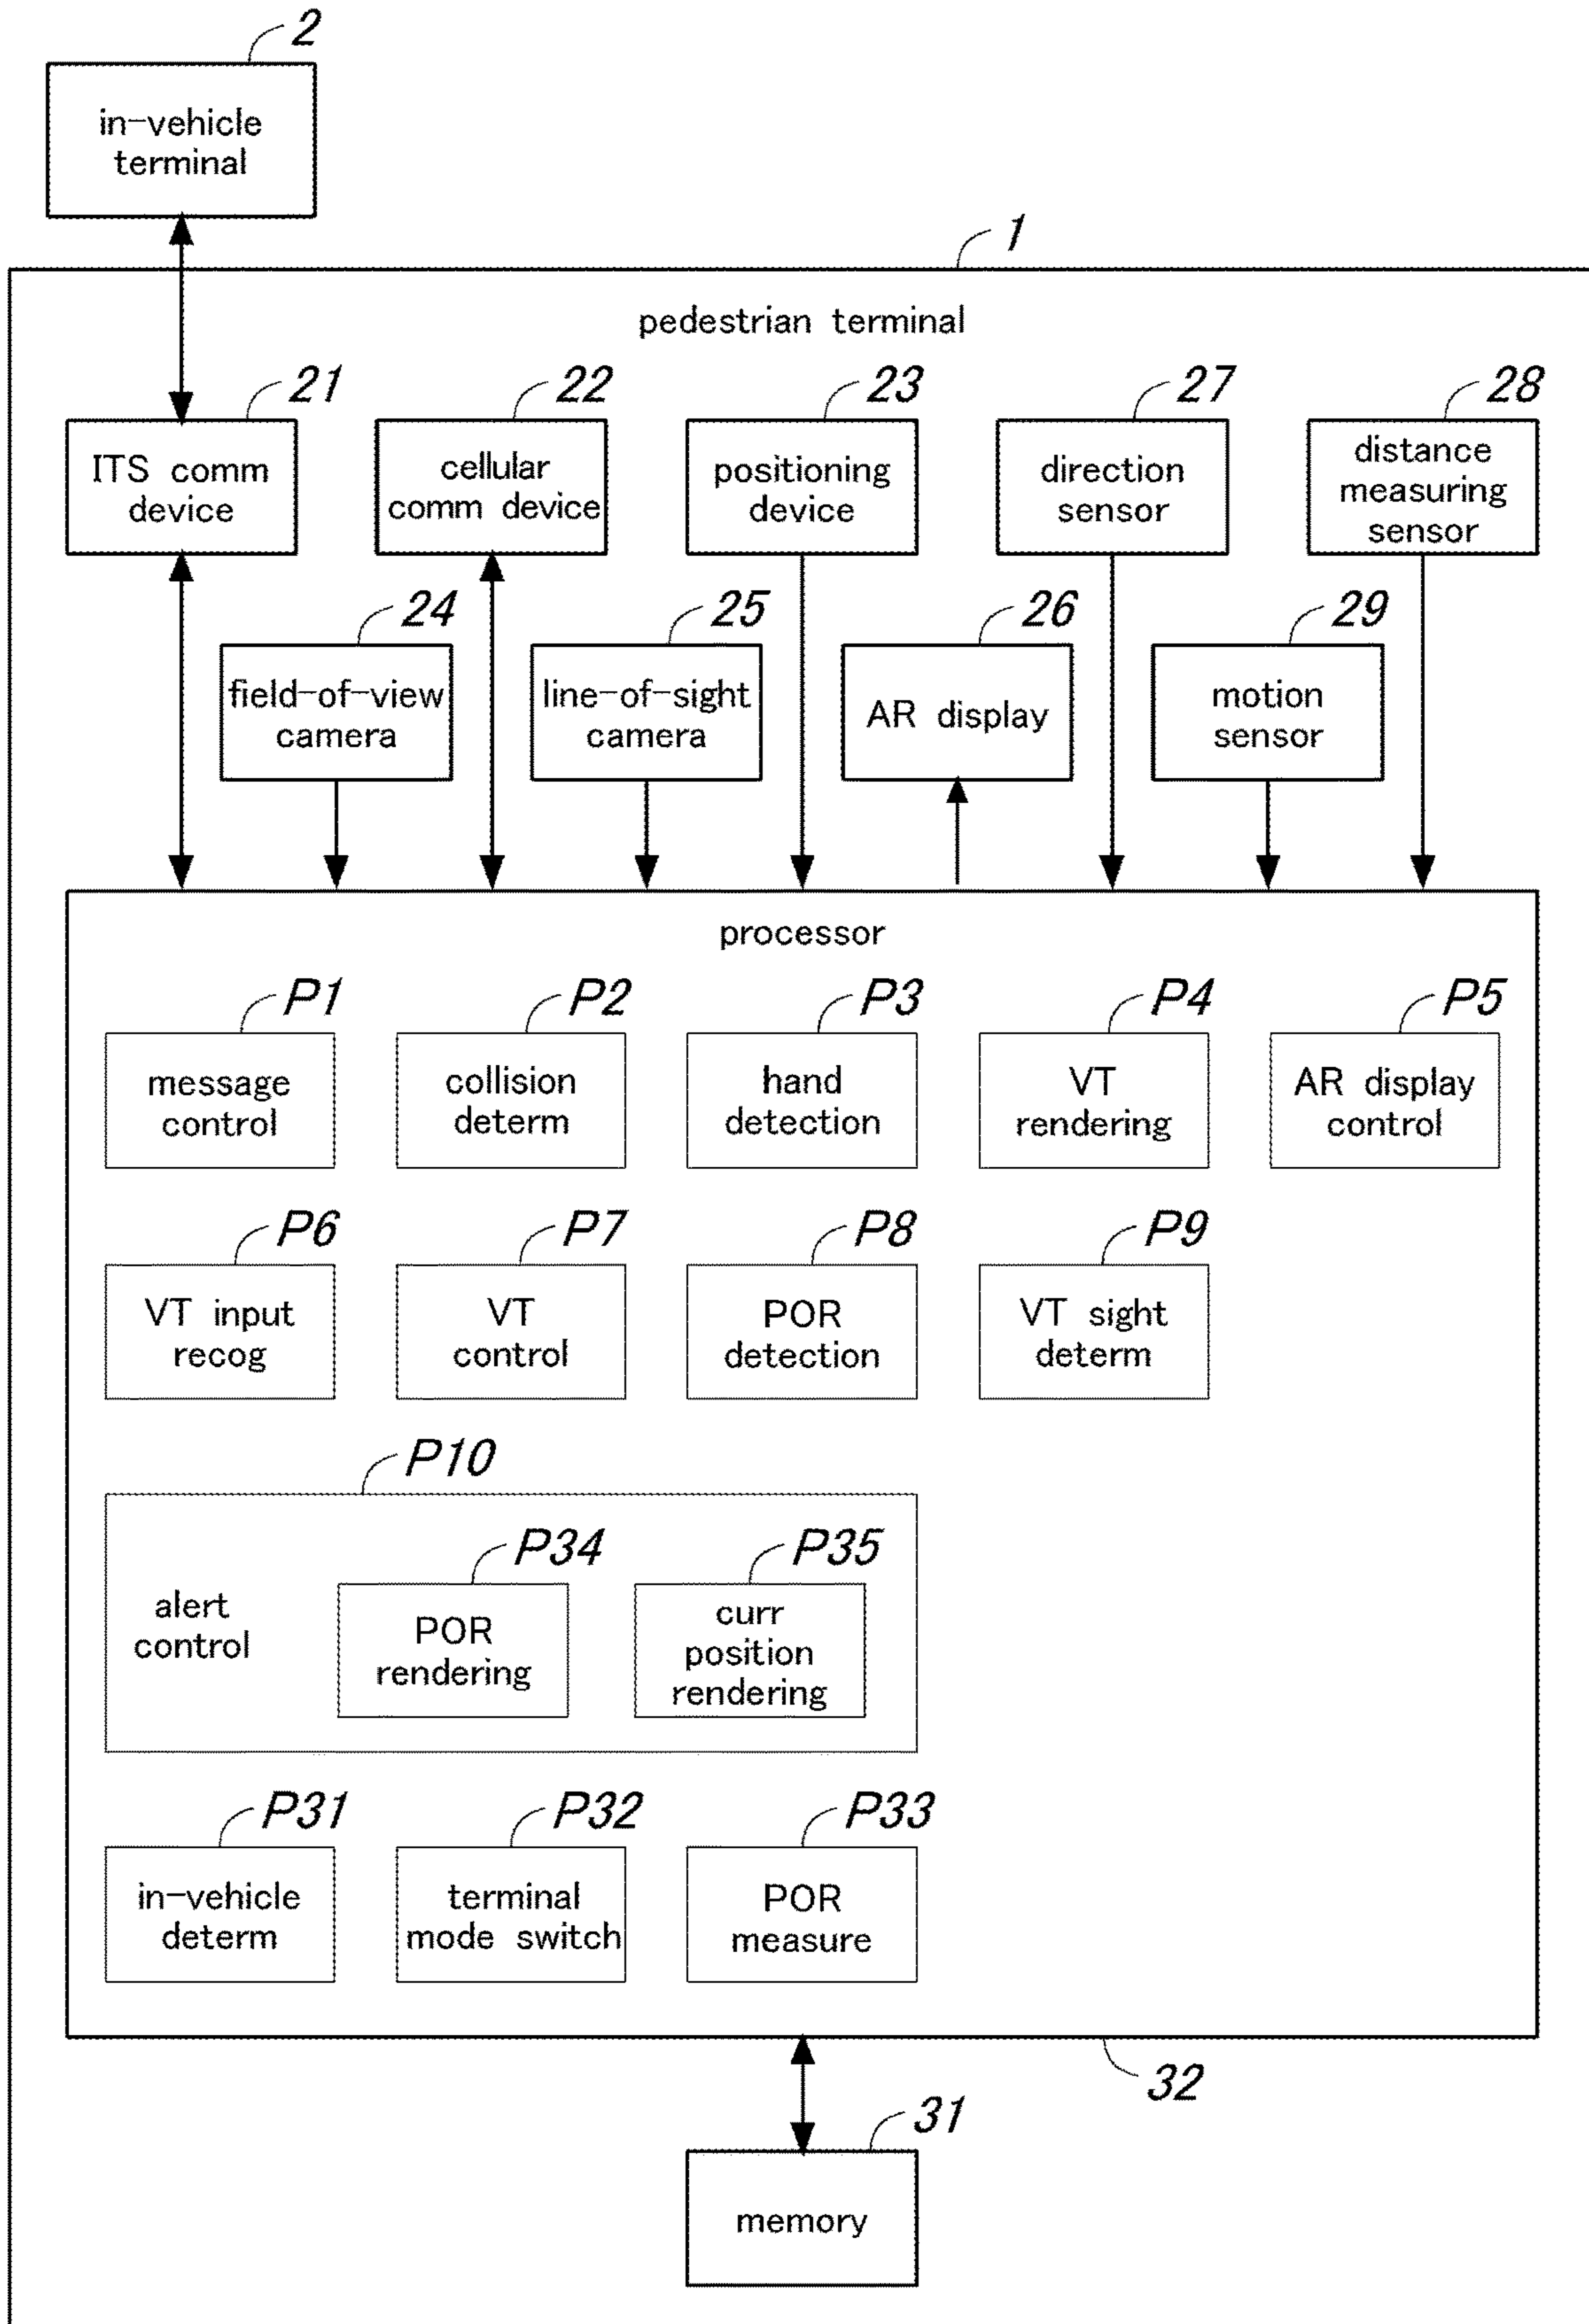 2
in-vehicle
terminal
1
pedestrian terminal
21
22
23
27
28
ITS comm
device
cellular
comm device
positioning
device
direction
sensor
distance
measuring
sensor
24
25
26
29
field-of-view
camera
line-of-sight
camera
AR display
motion
sensor
processor
P1
P2
P3
P4
P5
message
control
collision
determ
hand
detection
VT
rendering
AR display
control
P6
P7
P8
P9
VT input
recog
VT
control
POR
detection
VT sight
determ
P10
P34
P35
alert
control
POR
rendering
curr
position
rendering
P31
P32
P33
in-vehicle
determ
terminal
mode switch
POR
measure
32
31
memory